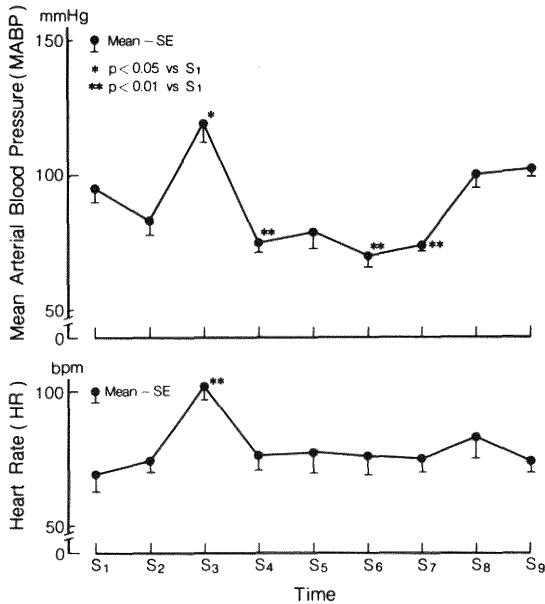 mmHg
Mean Arterial Blood Pressure (MABP)
150
100
50
0
Mean – SE
* p < 0.05 vs S₁
** p < 0.01 vs S₁
*
**
**
**
bpm
Heart Rate (HR)
100
50
0
Mean – SE
**
S₁ S₂ S₃ S₄ S₅ S₆ S₇ S₈ S₉
Time